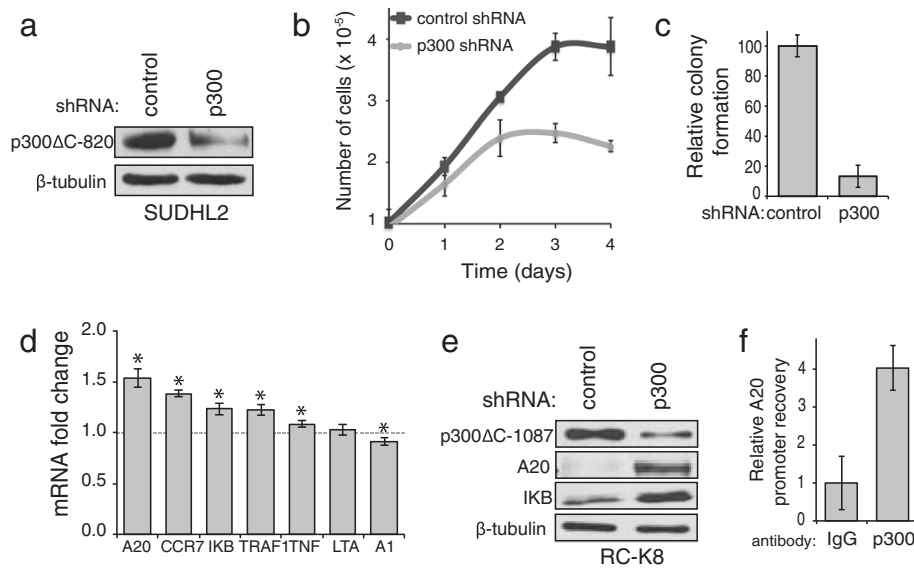 a
shRNA:
control
p300
p300ΔC-820
β-tubulin
SUDHL2
b
Number of cells (x 10⁻⁵)
4
3
2
1
control shRNA
p300 shRNA
0 1 2 3 4
Time (days)
c
Relative colony
formation
100
80
60
40
20
0
shRNA: control p300
d
mRNA fold change
2.0
1.5
1.0
0.5
0.0
* * * * * *
A20 CCR7 IKB TRAF1 TNF LTA A1
e
shRNA:
control
p300
p300ΔC-1087
A20
IKB
β-tubulin
RC-K8
f
Relative A20
promoter recovery
4
3
2
1
0
antibody: IgG p300